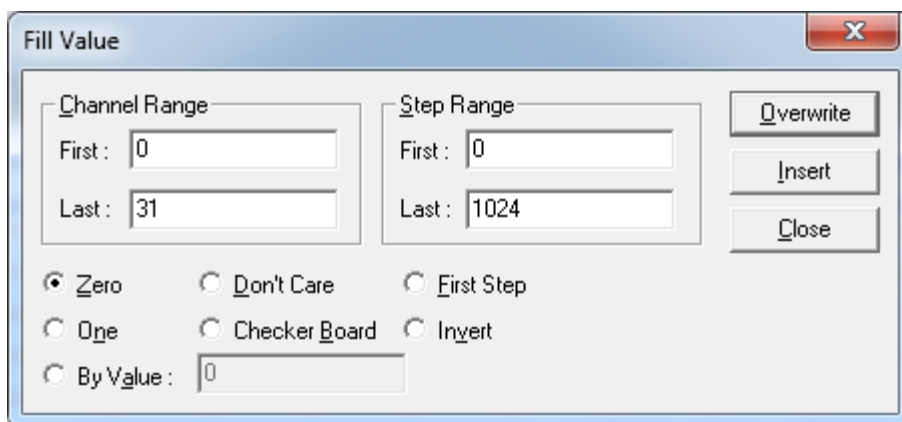 Fill Value
Channel Range
First : 0
Last : 31
Step Range
First : 0
Last : 1024
Overwrite
Insert
Close
Zero Don't Care First Step
One Checker Board Invert
By Value : 0